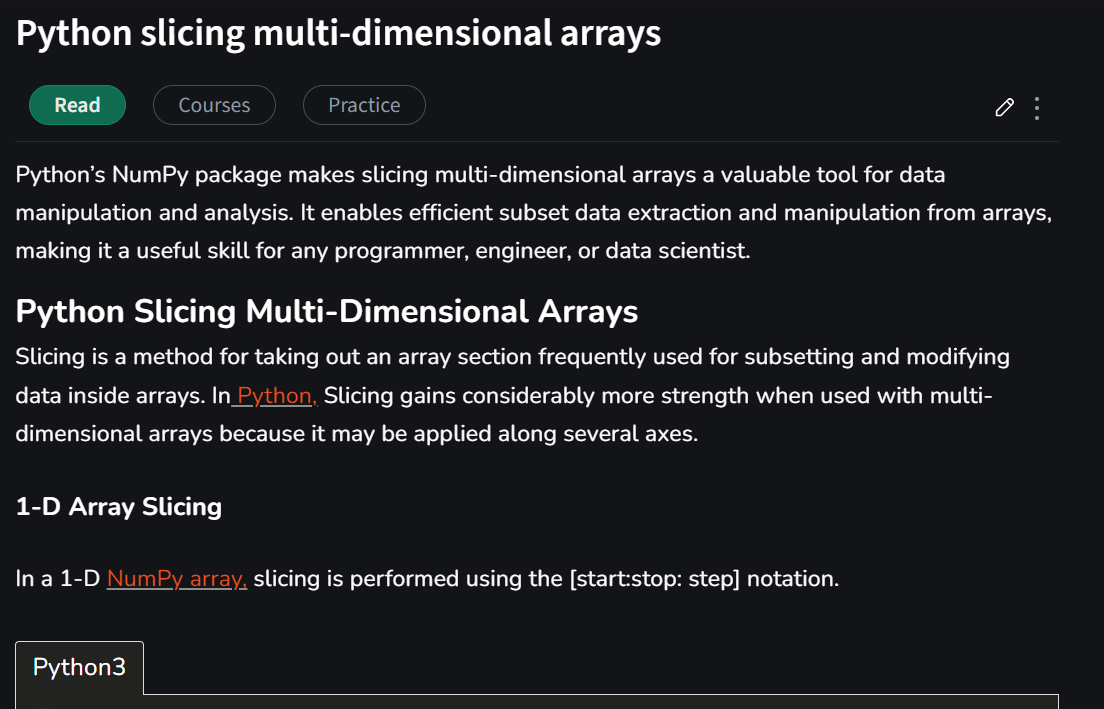 Python slicing multi-dimensional arrays
Read
Courses
Practice
Python’s NumPy package makes slicing multi-dimensional arrays a valuable tool for data
manipulation and analysis. It enables efficient subset data extraction and manipulation from arrays,
making it a useful skill for any programmer, engineer, or data scientist.
Python Slicing Multi-Dimensional Arrays
Slicing is a method for taking out an array section frequently used for subsetting and modifying
data inside arrays. In Python, Slicing gains considerably more strength when used with multi-
dimensional arrays because it may be applied along several axes.
1-D Array Slicing
In a 1-D NumPy array, slicing is performed using the [start:stop: step] notation.
Python3